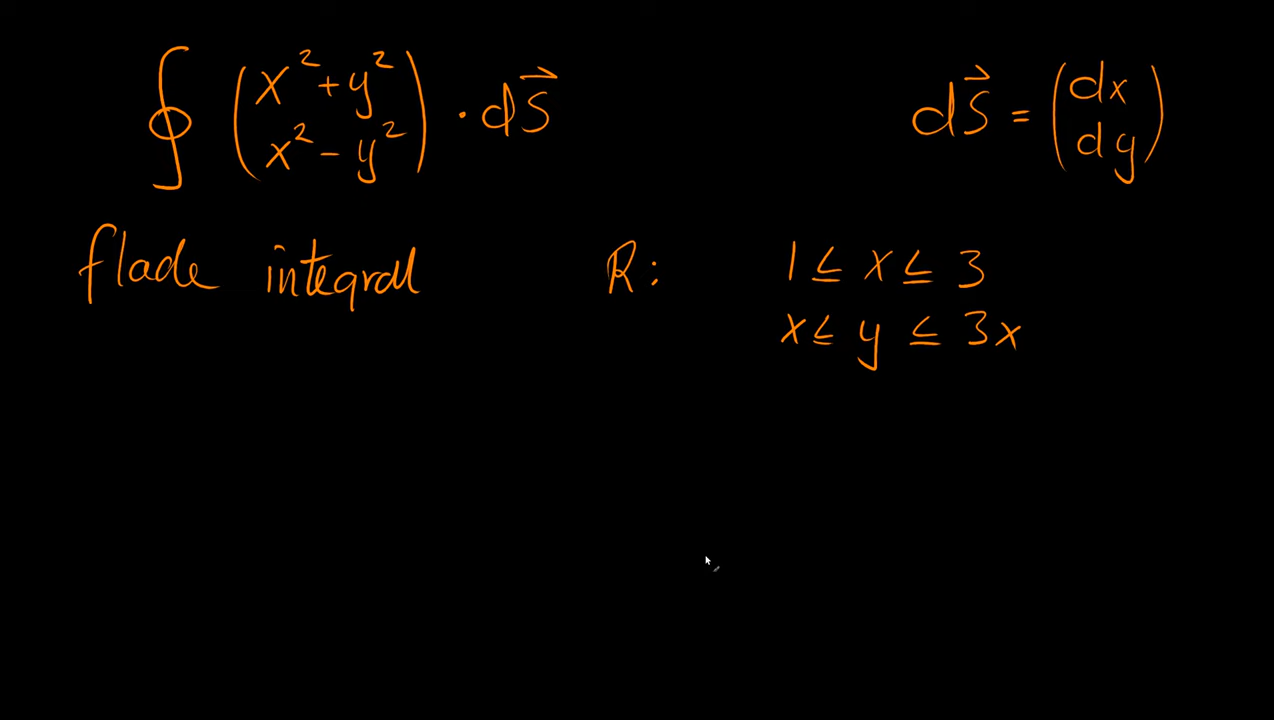 ∮ (x² + y² / x² − y²) · dS⃗    dS⃗ = (dx / dy)
flade integral    R:    1 ≤ x ≤ 3
x ≤ y ≤ 3x